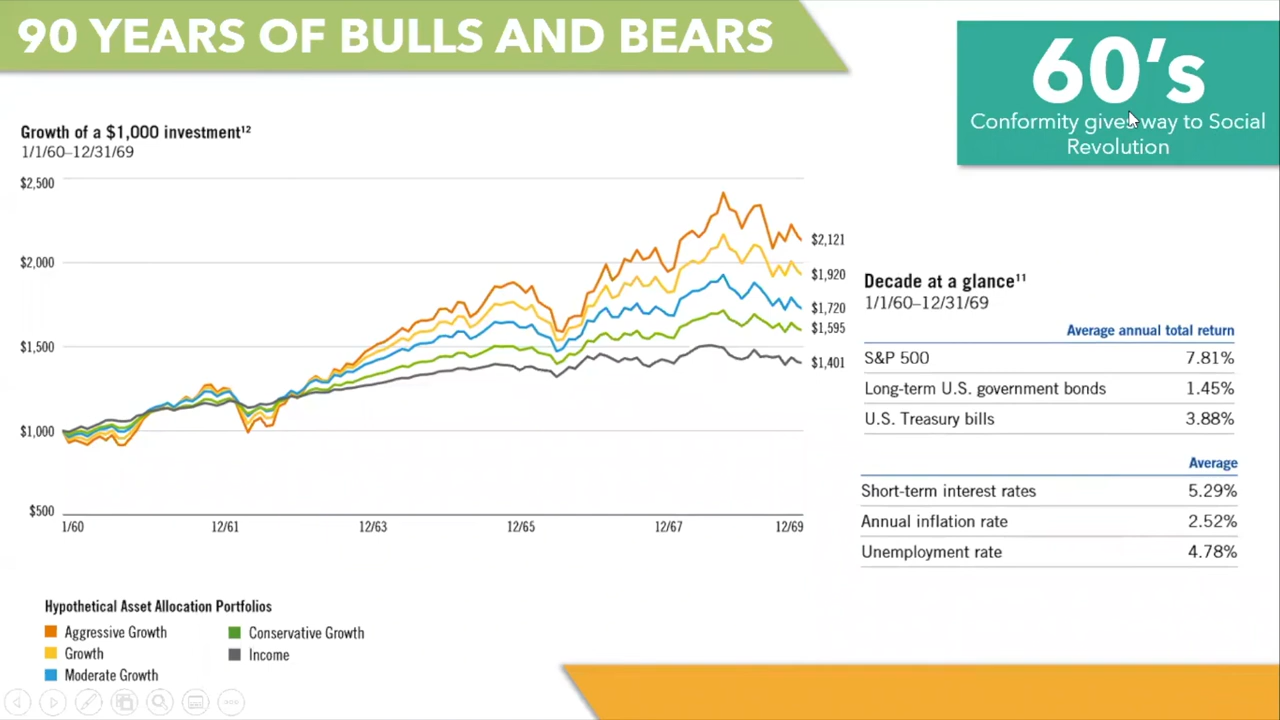 90 YEARS OF BULLS AND BEARS
60's
Conformity gives way to Social
Revolution
Growth of a $1,000 investment¹²
1/1/60–12/31/69
$2,500
$2,000
$1,500
$1,000
$500
1/60
12/61
12/63
12/65
12/67
12/69
$2,121
$1,920
$1,720
$1,595
$1,401
Decade at a glance¹¹
1/1/60–12/31/69
Average annual total return
S&P 500 7.81%
Long-term U.S. government bonds 1.45%
U.S. Treasury bills 3.88%
Average
Short-term interest rates 5.29%
Annual inflation rate 2.52%
Unemployment rate 4.78%
Hypothetical Asset Allocation Portfolios
Aggressive Growth
Growth
Moderate Growth
Conservative Growth
Income